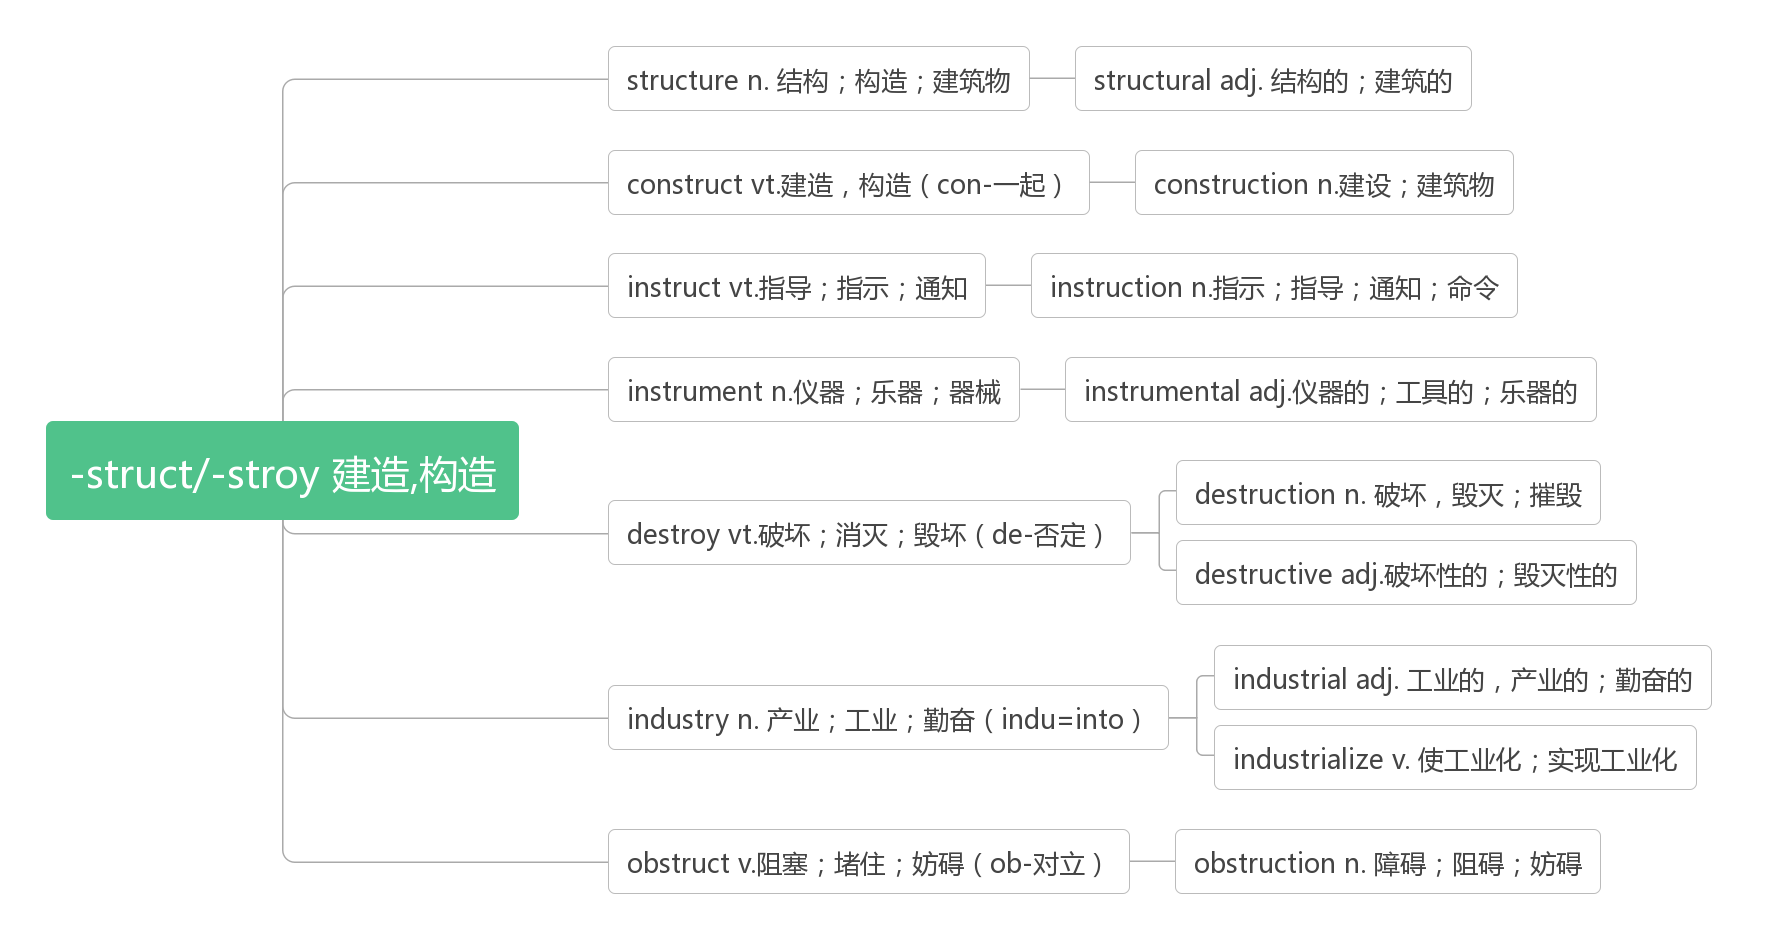 -struct/-stroy 建造,构造
structure n. 结构；构造；建筑物
structural adj. 结构的；建筑的
construct vt.建造，构造（con-一起）
construction n.建设；建筑物
instruct vt.指导；指示；通知
instruction n.指示；指导；通知；命令
instrument n.仪器；乐器；器械
instrumental adj.仪器的；工具的；乐器的
destroy vt.破坏；消灭；毁坏（de-否定）
destruction n. 破坏，毁灭；摧毁
destructive adj.破坏性的；毁灭性的
industry n. 产业；工业；勤奋（indu=into）
industrial adj. 工业的，产业的；勤奋的
industrialize v. 使工业化；实现工业化
obstruct v.阻塞；堵住；妨碍（ob-对立）
obstruction n. 障碍；阻碍；妨碍